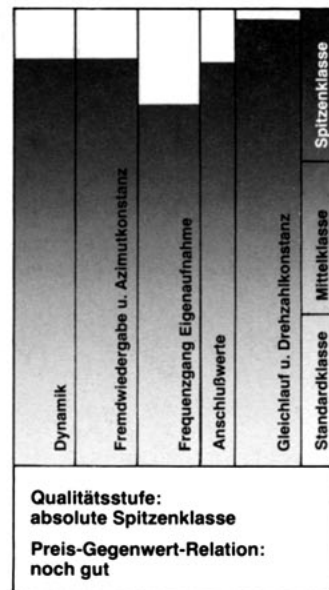 Dynamik
Fremdwiedergabe u. Azimutkonstanz
Frequenzgang Eigenaufnahme
Anschlußwerte
Gleichlauf u. Drehzahlkonstanz
Spitzenklasse
Mittelklasse
Standardklasse
Qualitätsstufe:
absolute Spitzenklasse
Preis-Gegenwert-Relation:
noch gut